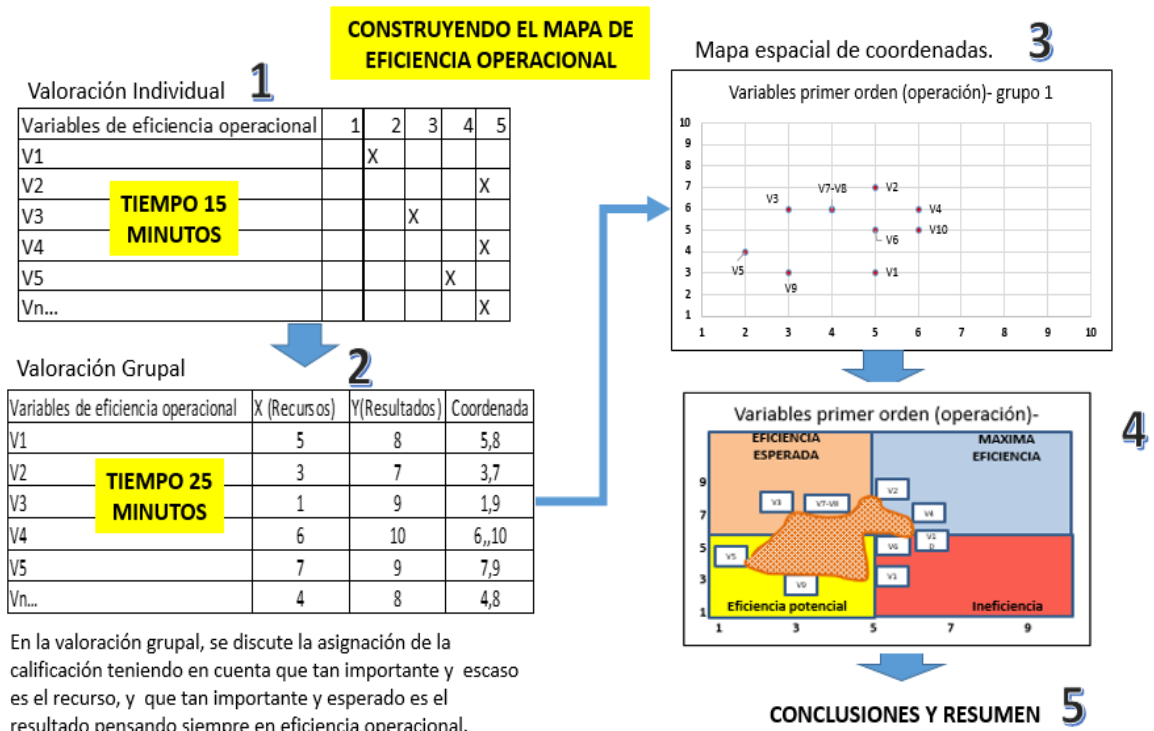 CONSTRUYENDO EL MAPA DE
EFICIENCIA OPERACIONAL
Valoración Individual 1
Variables de eficiencia operacional 1 2 3 4 5
V1 X
V2 X
V3 X
V4 X
V5 X
Vn... X
TIEMPO 15
MINUTOS
Valoración Grupal 2
Variables de eficiencia operacional X (Recursos) Y(Resultados) Coordenada
V1 5 8 5,8
V2 3 7 3,7
V3 1 9 1,9
V4 6 10 6,,10
V5 7 9 7,9
Vn... 4 8 4,8
TIEMPO 25
MINUTOS
En la valoración grupal, se discute la asignación de la
calificación teniendo en cuenta que tan importante y escaso
es el recurso, y que tan importante y esperado es el
resultado pensando siempre en eficiencia operacional.
Mapa espacial de coordenadas. 3
Variables primer orden (operación)- grupo 1
10
9
8
7 V2
V3 V7-V8
6 V4
5 V6 V10
4
V5
3 V1
V9
2
1
1 2 3 4 5 6 7 8 9 10
4
Variables primer orden (operación)-
EFICIENCIA
ESPERADA
MAXIMA
EFICIENCIA
9
V3 V7-V8 V2
7 V4
5 V5 V6 V1
0
3 V9 V1
1 Eficiencia potencial Ineficiencia
1 3 5 7 9
CONCLUSIONES Y RESUMEN 5